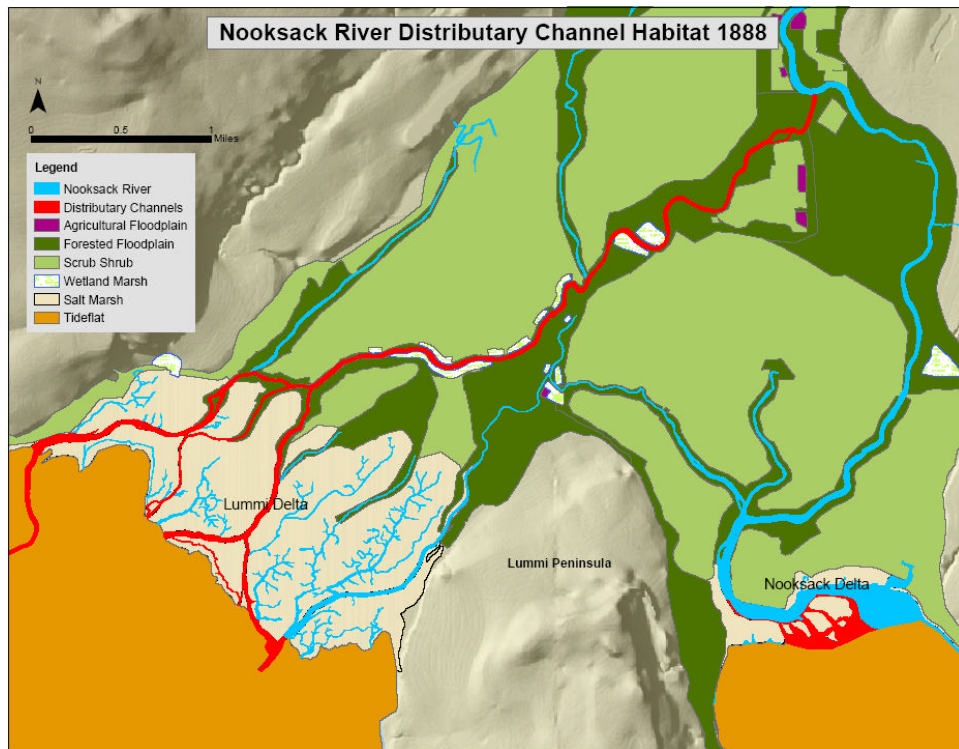 Nooksack River Distributary Channel Habitat 1888
N
0 0.5 1
Miles
Legend
Nooksack River
Distributary Channels
Agricultural Floodplain
Forested Floodplain
Scrub Shrub
Wetland Marsh
Salt Marsh
Tideflat
Lummi Delta
Lummi Peninsula
Nooksack Delta